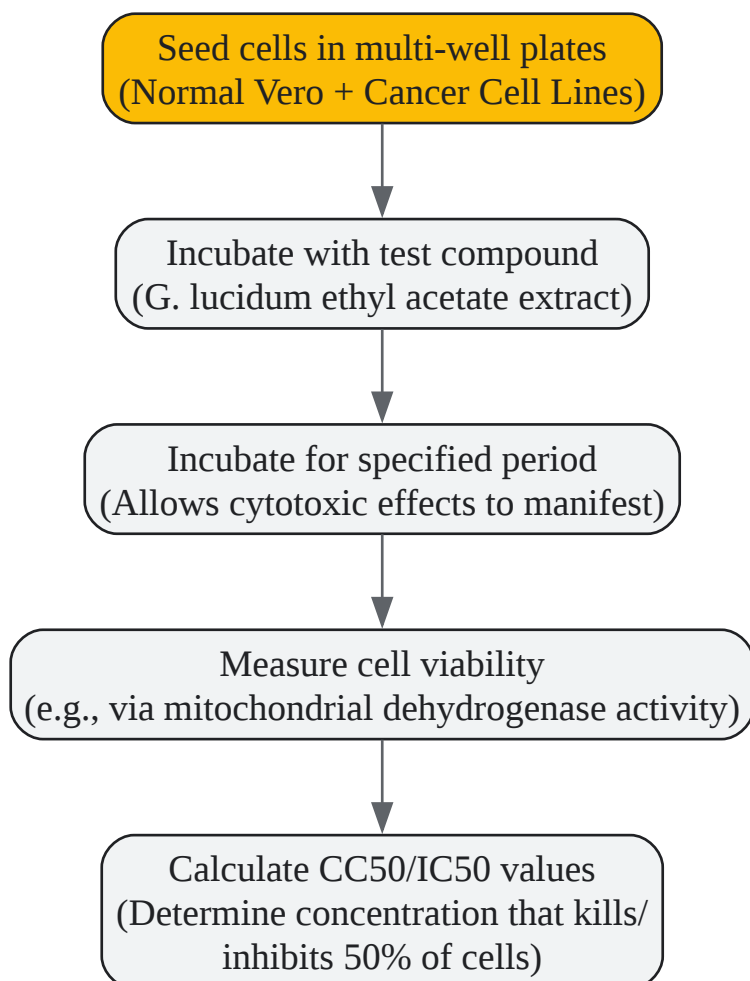 Seed cells in multi-well plates
(Normal Vero + Cancer Cell Lines)
Incubate with test compound
(G. lucidum ethyl acetate extract)
Incubate for specified period
(Allows cytotoxic effects to manifest)
Measure cell viability
(e.g., via mitochondrial dehydrogenase activity)
Calculate CC50/IC50 values
(Determine concentration that kills/
inhibits 50% of cells)